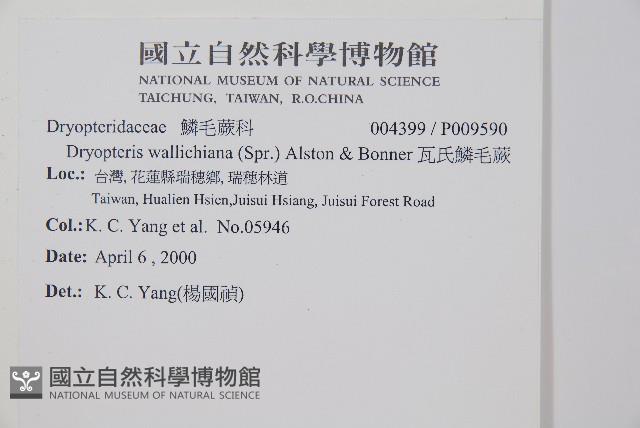 國立自然科學博物館
NATIONAL MUSEUM OF NATURAL SCIENCE
TAICHUNG, TAIWAN, R.O.CHINA
Dryopteridaceae 鱗毛蕨科 004399 / P009590
Dryopteris wallichiana (Spr.) Alston & Bonner 瓦氏鱗毛蕨
Loc.: 台灣, 花蓮縣瑞穗鄉, 瑞穗林道
Taiwan, Hualien Hsien,Juisui Hsiang, Juisui Forest Road
Col.: K. C. Yang et al. No.05946
Date: April 6 , 2000
Det.: K. C. Yang(楊國禎)
國立自然科學博物館
NATIONAL MUSEUM OF NATURAL SCIENCE